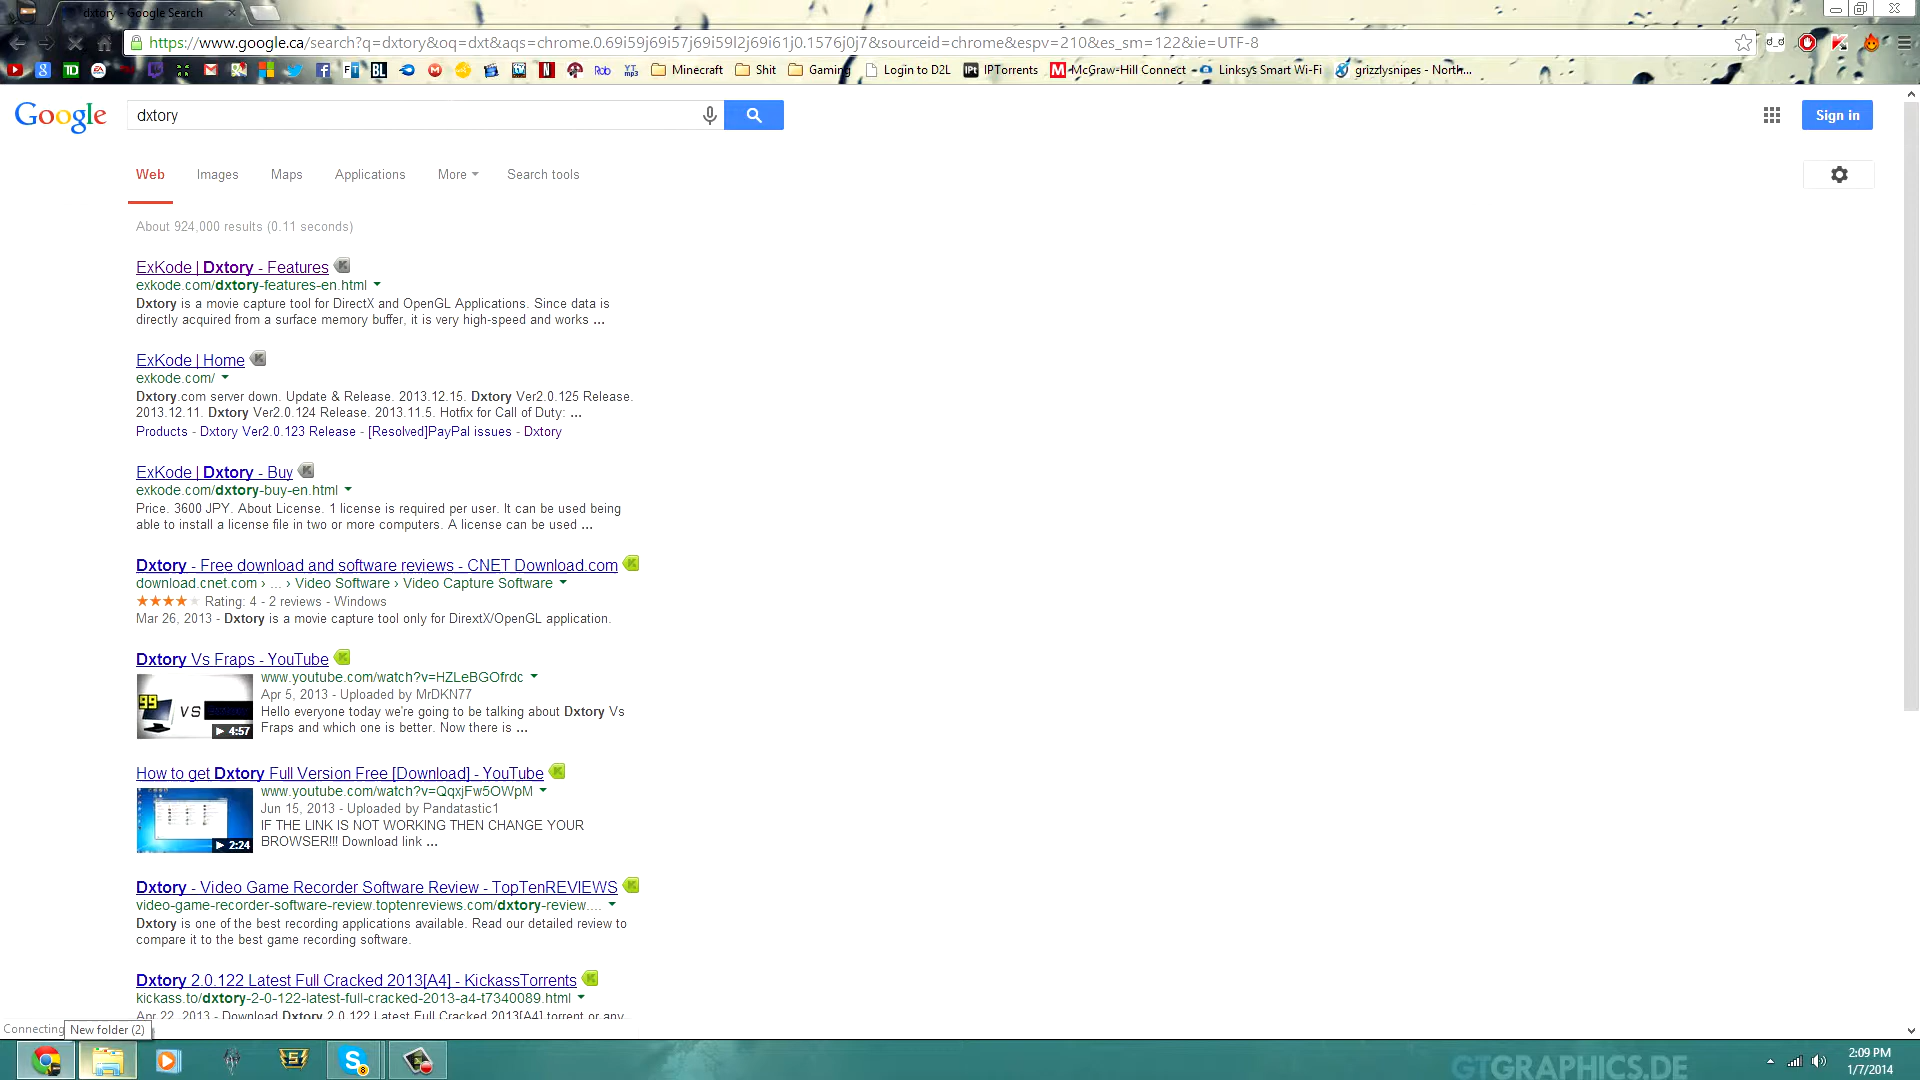 dxtory - Google Search
https://www.google.ca/search?q=dxtory&oq=dxt&aqs=chrome.0.69i59j69i57j69i59l2j69i61j0.1576j0j7&sourceid=chrome&espv=210&es_sm=122&ie=UTF-8
Minecraft Shit Gaming Login to D2L IPTorrents McGraw-Hill Connect Linksys Smart Wi-Fi grizzlysnipes - North...
Google dxtory Sign in
Web Images Maps Applications More Search tools
About 924,000 results (0.11 seconds)
ExKode | Dxtory - Features
exkode.com/dxtory-features-en.html
Dxtory is a movie capture tool for DirectX and OpenGL Applications. Since data is
directly acquired from a surface memory buffer, it is very high-speed and works ...
ExKode | Home
exkode.com/
Dxtory.com server down. Update & Release. 2013.12.15. Dxtory Ver2.0.125 Release.
2013.12.11. Dxtory Ver2.0.124 Release. 2013.11.5. Hotfix for Call of Duty: ...
Products - Dxtory Ver2.0.123 Release - [Resolved]PayPal issues - Dxtory
ExKode | Dxtory - Buy
exkode.com/dxtory-buy-en.html
Price. 3600 JPY. About License. 1 license is required per user. It can be used being
able to install a license file in two or more computers. A license can be used ...
Dxtory - Free download and software reviews - CNET Download.com
download.cnet.com › ... › Video Software › Video Capture Software
Rating: 4 - 2 reviews - Windows
Mar 26, 2013 - Dxtory is a movie capture tool only for DirextX/OpenGL application.
Dxtory Vs Fraps - YouTube
www.youtube.com/watch?v=HZLeBGOfrdc
Apr 5, 2013 - Uploaded by MrDKN77
Hello everyone today we're going to be talking about Dxtory Vs
Fraps and which one is better. Now there is ...
99 VS
4:57
How to get Dxtory Full Version Free [Download] - YouTube
www.youtube.com/watch?v=QqxjFw5OWpM
Jun 15, 2013 - Uploaded by Pandatastic1
IF THE LINK IS NOT WORKING THEN CHANGE YOUR
BROWSER!!! Download link ...
2:24
Dxtory - Video Game Recorder Software Review - TopTenREVIEWS
video-game-recorder-software-review.toptenreviews.com/dxtory-review....
Dxtory is one of the best recording applications available. Read our detailed review to
compare it to the best game recording software.
Dxtory 2.0.122 Latest Full Cracked 2013[A4] - KickassTorrents
kickass.to/dxtory-2-0-122-latest-full-cracked-2013-a4-t7340089.html
Apr 22, 2013 - Download Dxtory 2.0.122 Latest Full Cracked 2013[A4] torrent or any
Connecting New folder (2)
GTGRAPHICS.DE
2:09 PM
1/7/2014